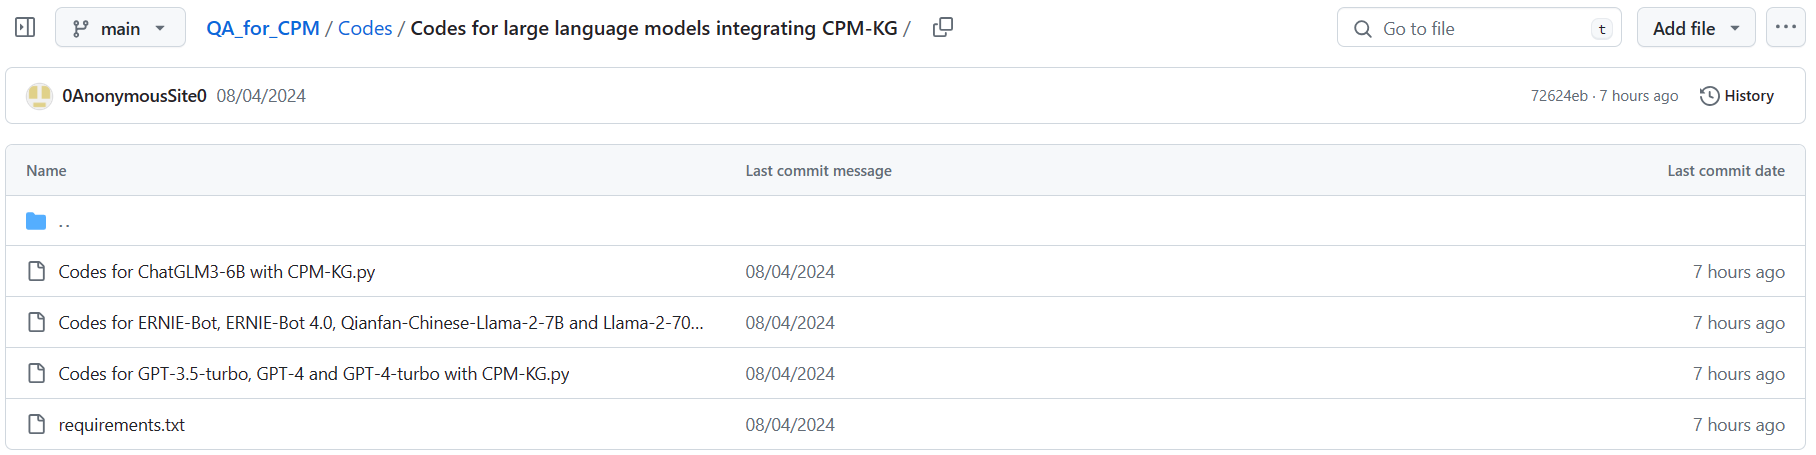 main QA_for_CPM / Codes / Codes for large language models integrating CPM-KG / Go to file t Add file
0AnonymousSite0 08/04/2024 72624eb · 7 hours ago History
Name Last commit message Last commit date
..
Codes for ChatGLM3-6B with CPM-KG.py 08/04/2024 7 hours ago
Codes for ERNIE-Bot, ERNIE-Bot 4.0, Qianfan-Chinese-Llama-2-7B and Llama-2-70... 08/04/2024 7 hours ago
Codes for GPT-3.5-turbo, GPT-4 and GPT-4-turbo with CPM-KG.py 08/04/2024 7 hours ago
requirements.txt 08/04/2024 7 hours ago